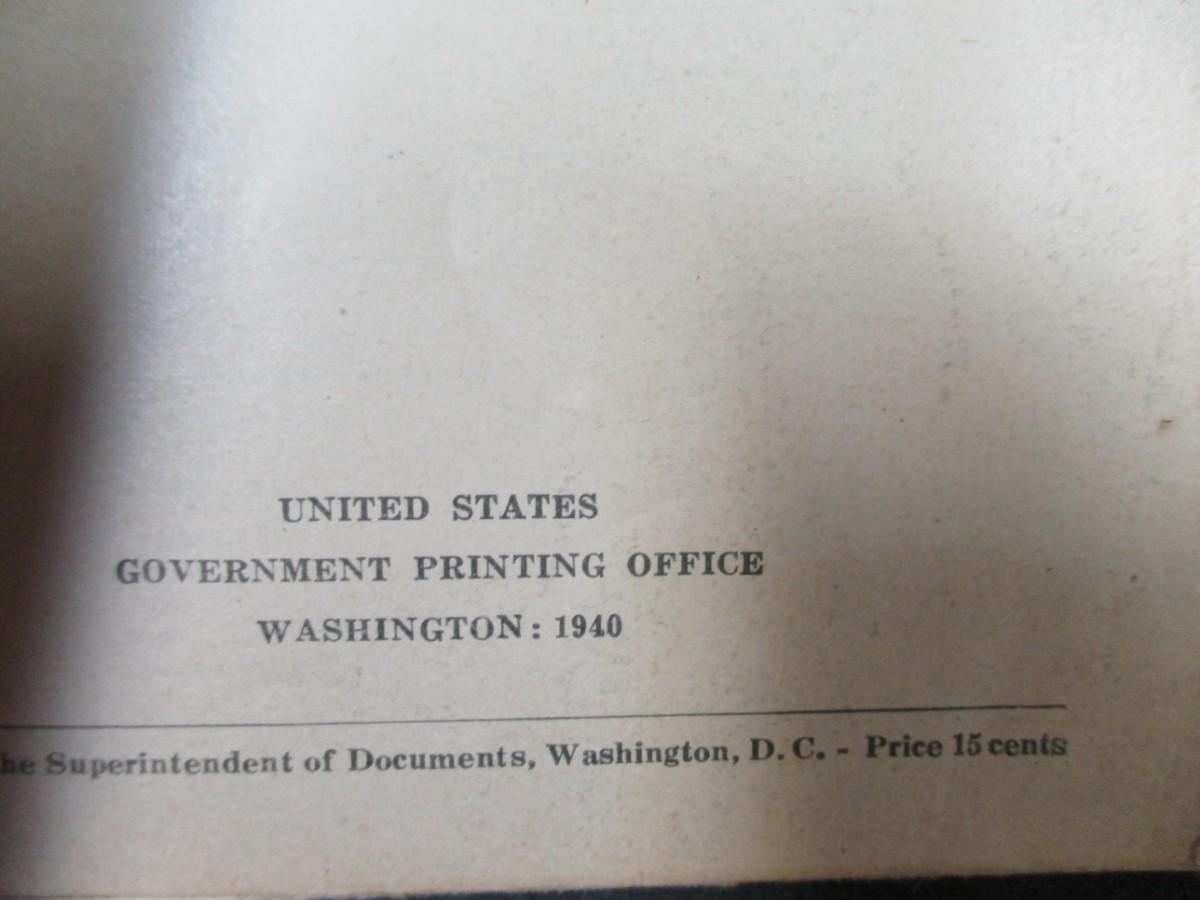 UNITED STATES
GOVERNMENT PRINTING OFFICE
WASHINGTON: 1940
he Superintendent of Documents, Washington, D. C. - Price 15 cents